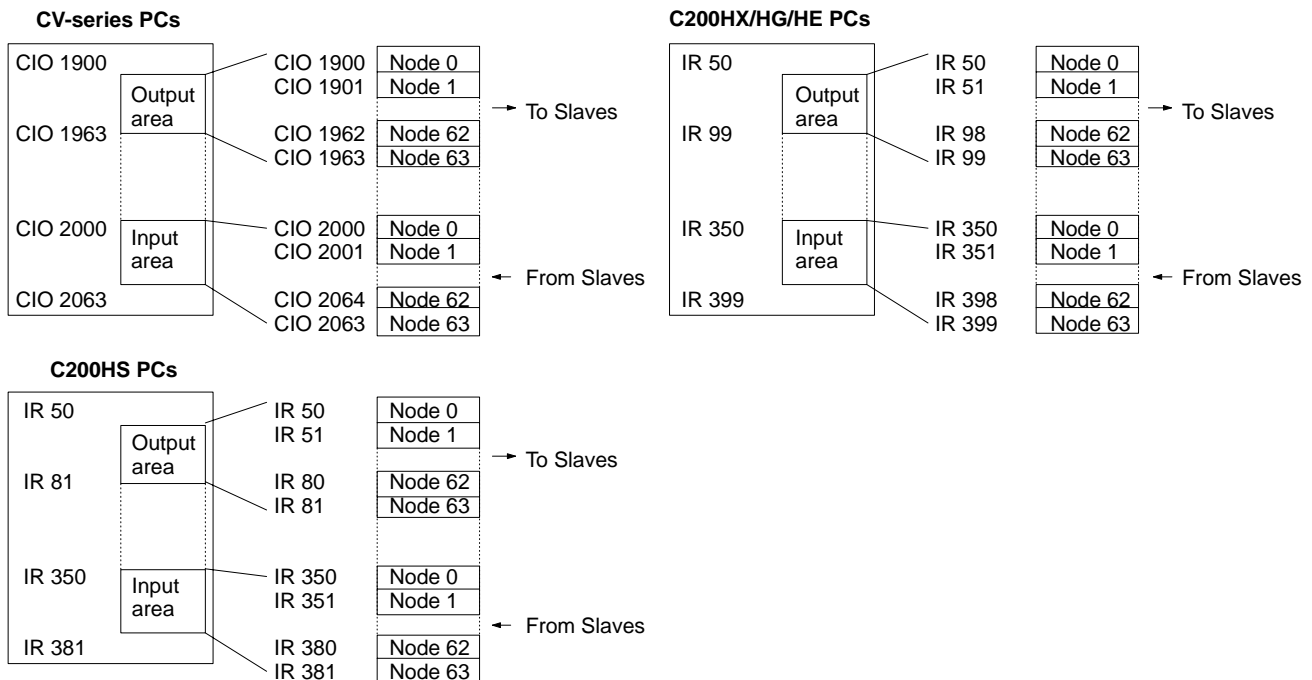 CV-series PCs
CIO 1900
Output
area
CIO 1963
CIO 2000
Input
area
CIO 2063
CIO 1900 Node 0
CIO 1901 Node 1
To Slaves
CIO 1962 Node 62
CIO 1963 Node 63
CIO 2000 Node 0
CIO 2001 Node 1
From Slaves
CIO 2064 Node 62
CIO 2063 Node 63
C200HX/HG/HE PCs
IR 50
Output
area
IR 99
IR 350
Input
area
IR 399
IR 50 Node 0
IR 51 Node 1
To Slaves
IR 98 Node 62
IR 99 Node 63
IR 350 Node 0
IR 351 Node 1
From Slaves
IR 398 Node 62
IR 399 Node 63
C200HS PCs
IR 50
Output
area
IR 81
IR 350
Input
area
IR 381
IR 50 Node 0
IR 51 Node 1
To Slaves
IR 80 Node 62
IR 81 Node 63
IR 350 Node 0
IR 351 Node 1
From Slaves
IR 380 Node 62
IR 381 Node 63